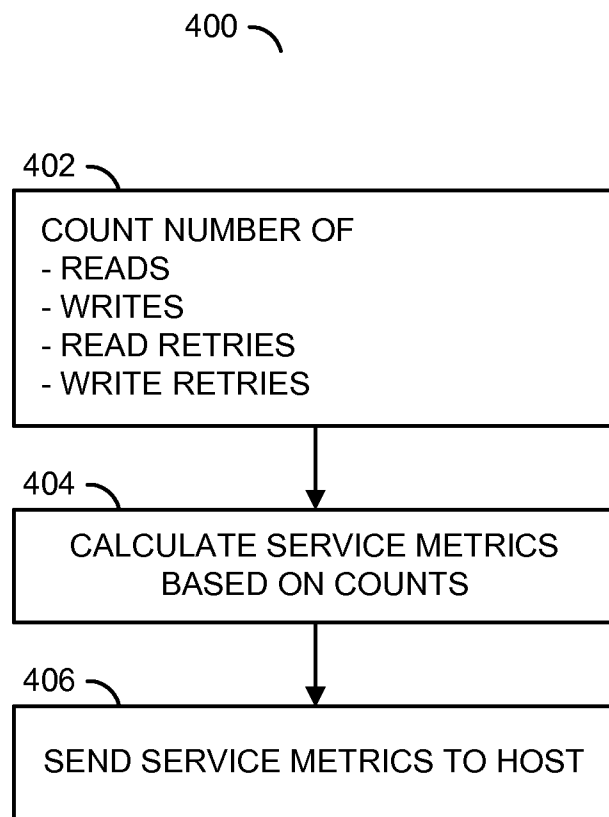 400
402
COUNT NUMBER OF
- READS
- WRITES
- READ RETRIES
- WRITE RETRIES
404
CALCULATE SERVICE METRICS
BASED ON COUNTS
406
SEND SERVICE METRICS TO HOST